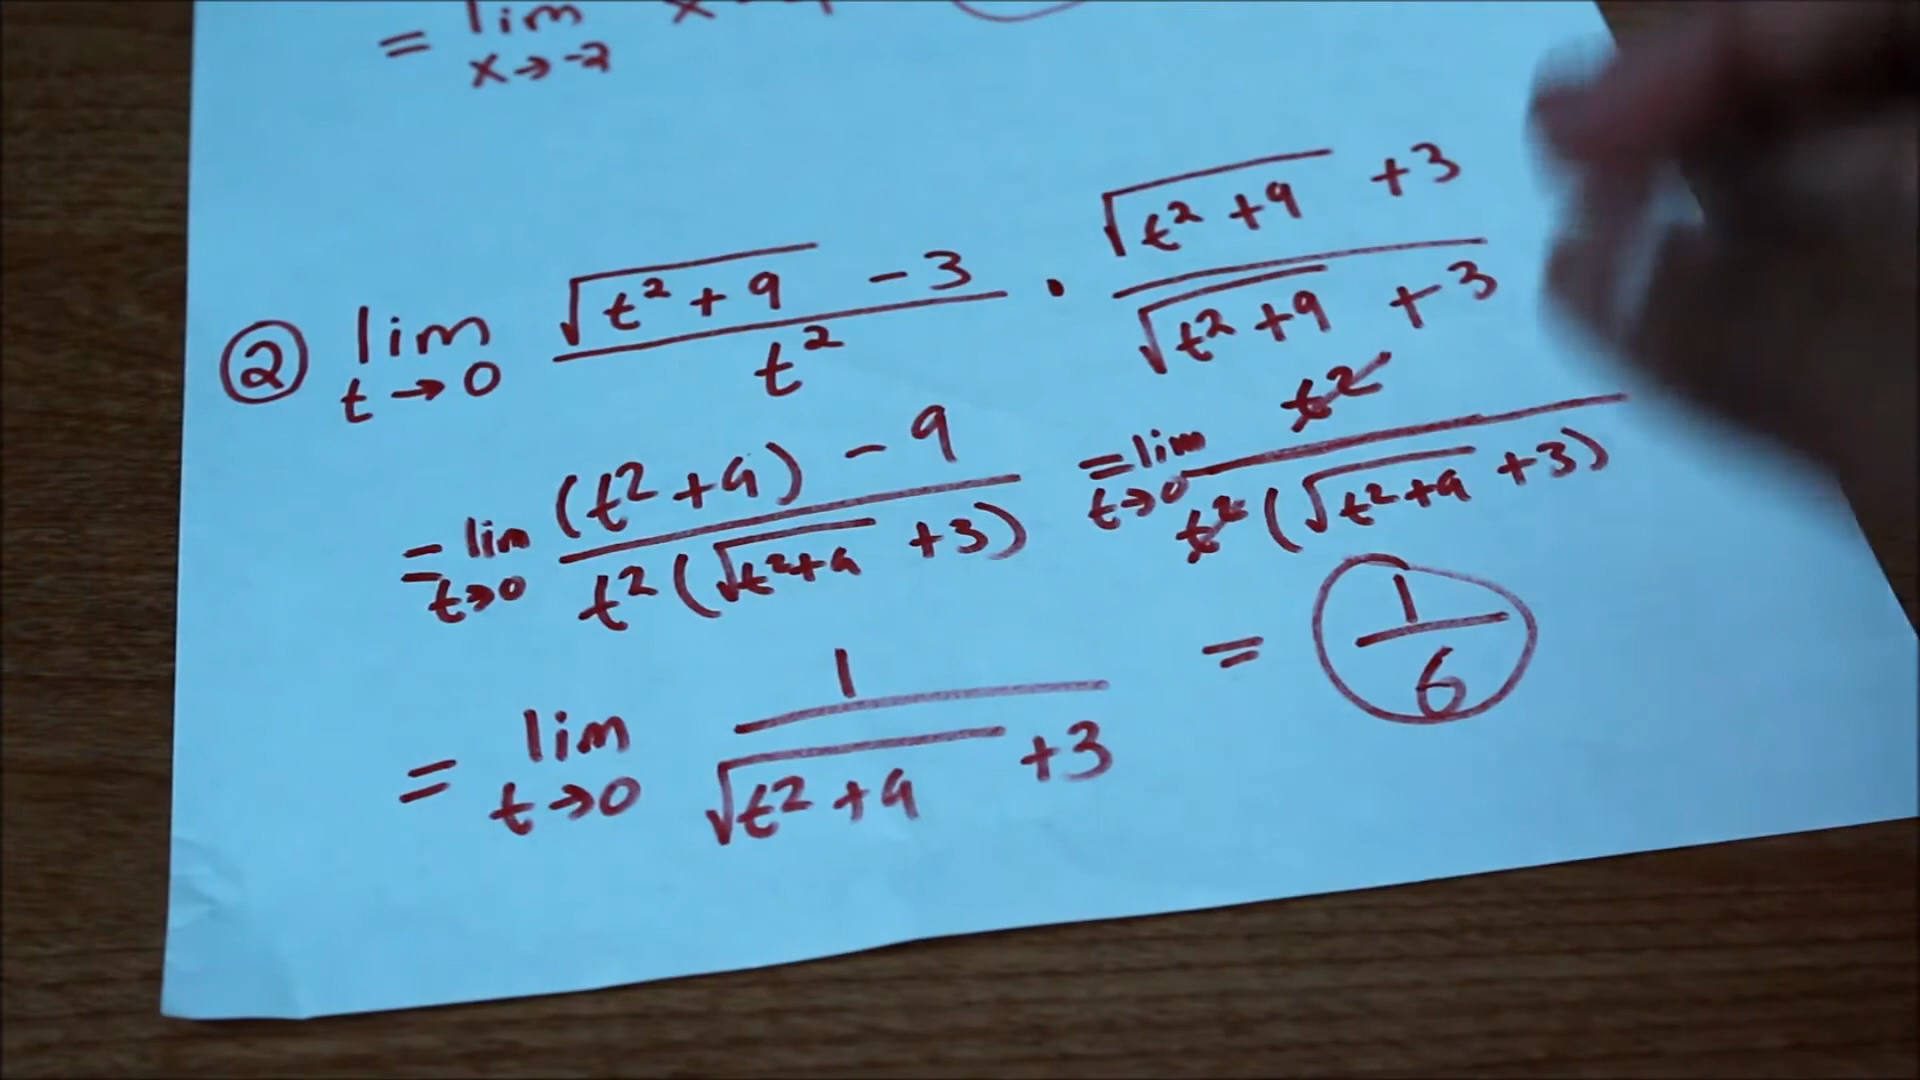 = lim
x→-2
② lim t→0 (√(t²+9) - 3)/t² · (√(t²+9) + 3)/(√(t²+9) + 3)
= lim t→0 ((t²+9) - 9)/(t²(√(t²+9) + 3)) = lim t→0 t²/(t²(√(t²+9) + 3))
= lim t→0 1/(√(t²+9) + 3) = 1/6